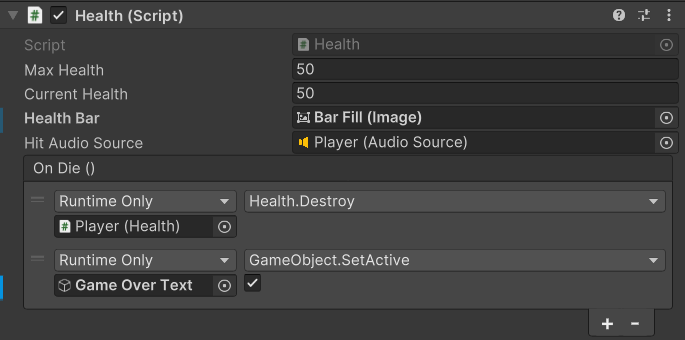 Health (Script)
Script Health
Max Health 50
Current Health 50
Health Bar Bar Fill (Image)
Hit Audio Source Player (Audio Source)
On Die ()
Runtime Only Health.Destroy
Player (Health)
Runtime Only GameObject.SetActive
Game Over Text
+ -